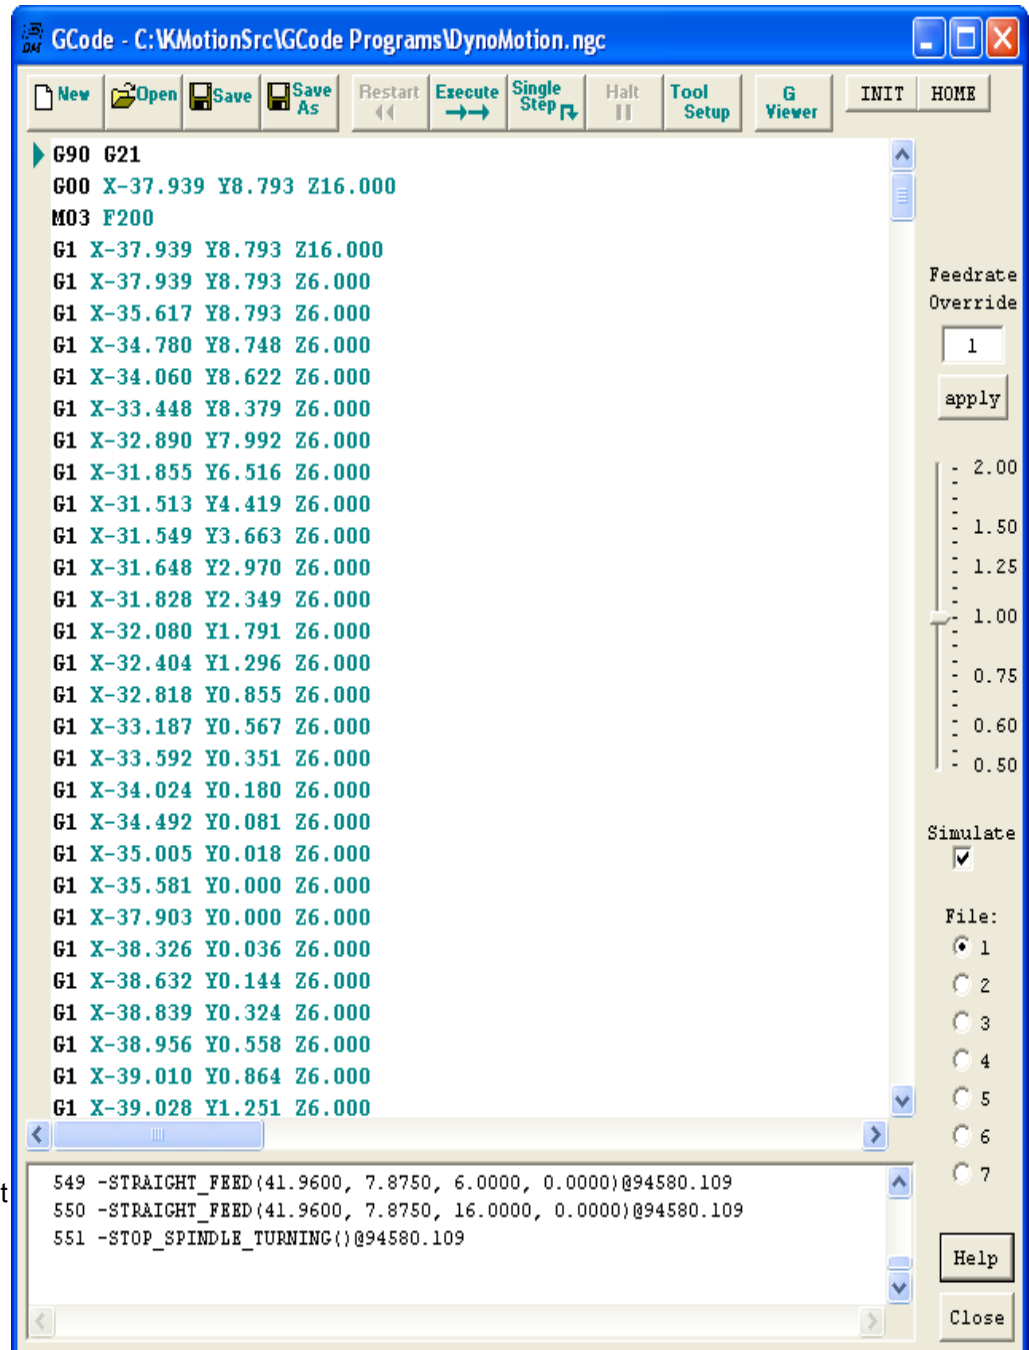 GCode - C:\KMotionSrc\GCode Programs\DynoMotion.ngc
New Open Save Save As Restart Execute Single Step Halt Tool Setup G Viewer INIT HOME
G90 G21
G00 X-37.939 Y8.793 Z16.000
M03 F200
G1 X-37.939 Y8.793 Z16.000
G1 X-37.939 Y8.793 Z6.000
G1 X-35.617 Y8.793 Z6.000
G1 X-34.780 Y8.748 Z6.000
G1 X-34.060 Y8.622 Z6.000
G1 X-33.448 Y8.379 Z6.000
G1 X-32.890 Y7.992 Z6.000
G1 X-31.855 Y6.516 Z6.000
G1 X-31.513 Y4.419 Z6.000
G1 X-31.549 Y3.663 Z6.000
G1 X-31.648 Y2.970 Z6.000
G1 X-31.828 Y2.349 Z6.000
G1 X-32.080 Y1.791 Z6.000
G1 X-32.404 Y1.296 Z6.000
G1 X-32.818 Y0.855 Z6.000
G1 X-33.187 Y0.567 Z6.000
G1 X-33.592 Y0.351 Z6.000
G1 X-34.024 Y0.180 Z6.000
G1 X-34.492 Y0.081 Z6.000
G1 X-35.005 Y0.018 Z6.000
G1 X-35.581 Y0.000 Z6.000
G1 X-37.903 Y0.000 Z6.000
G1 X-38.326 Y0.036 Z6.000
G1 X-38.632 Y0.144 Z6.000
G1 X-38.839 Y0.324 Z6.000
G1 X-38.956 Y0.558 Z6.000
G1 X-39.010 Y0.864 Z6.000
G1 X-39.028 Y1.251 Z6.000
Feedrate
Override
1
apply
2.00
1.50
1.25
1.00
0.75
0.60
0.50
Simulate
File:
1
2
3
4
5
6
7
t
549 -STRAIGHT_FEED(41.9600, 7.8750, 6.0000, 0.0000)@94580.109
550 -STRAIGHT_FEED(41.9600, 7.8750, 16.0000, 0.0000)@94580.109
551 -STOP_SPINDLE_TURNING()@94580.109
Help
Close